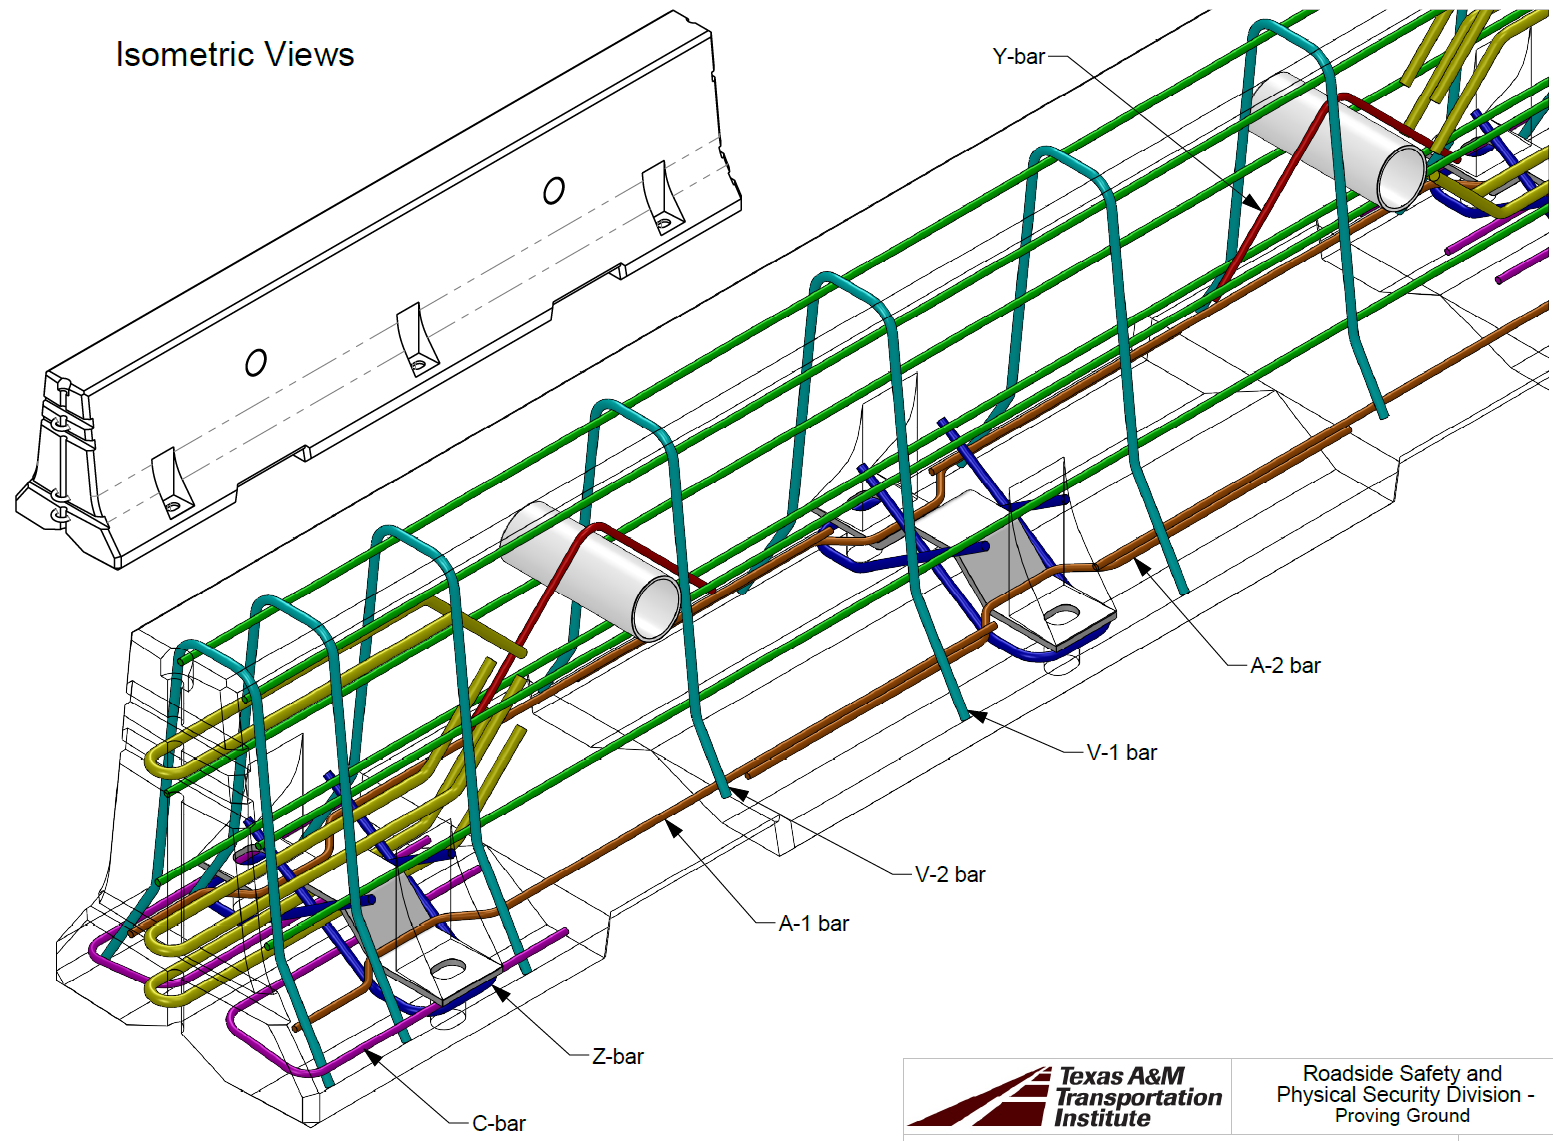 Isometric Views
Y-bar
A-2 bar
V-1 bar
V-2 bar
A-1 bar
Z-bar
C-bar
Texas A&M
Transportation
Institute
Roadside Safety and
Physical Security Division -
Proving Ground